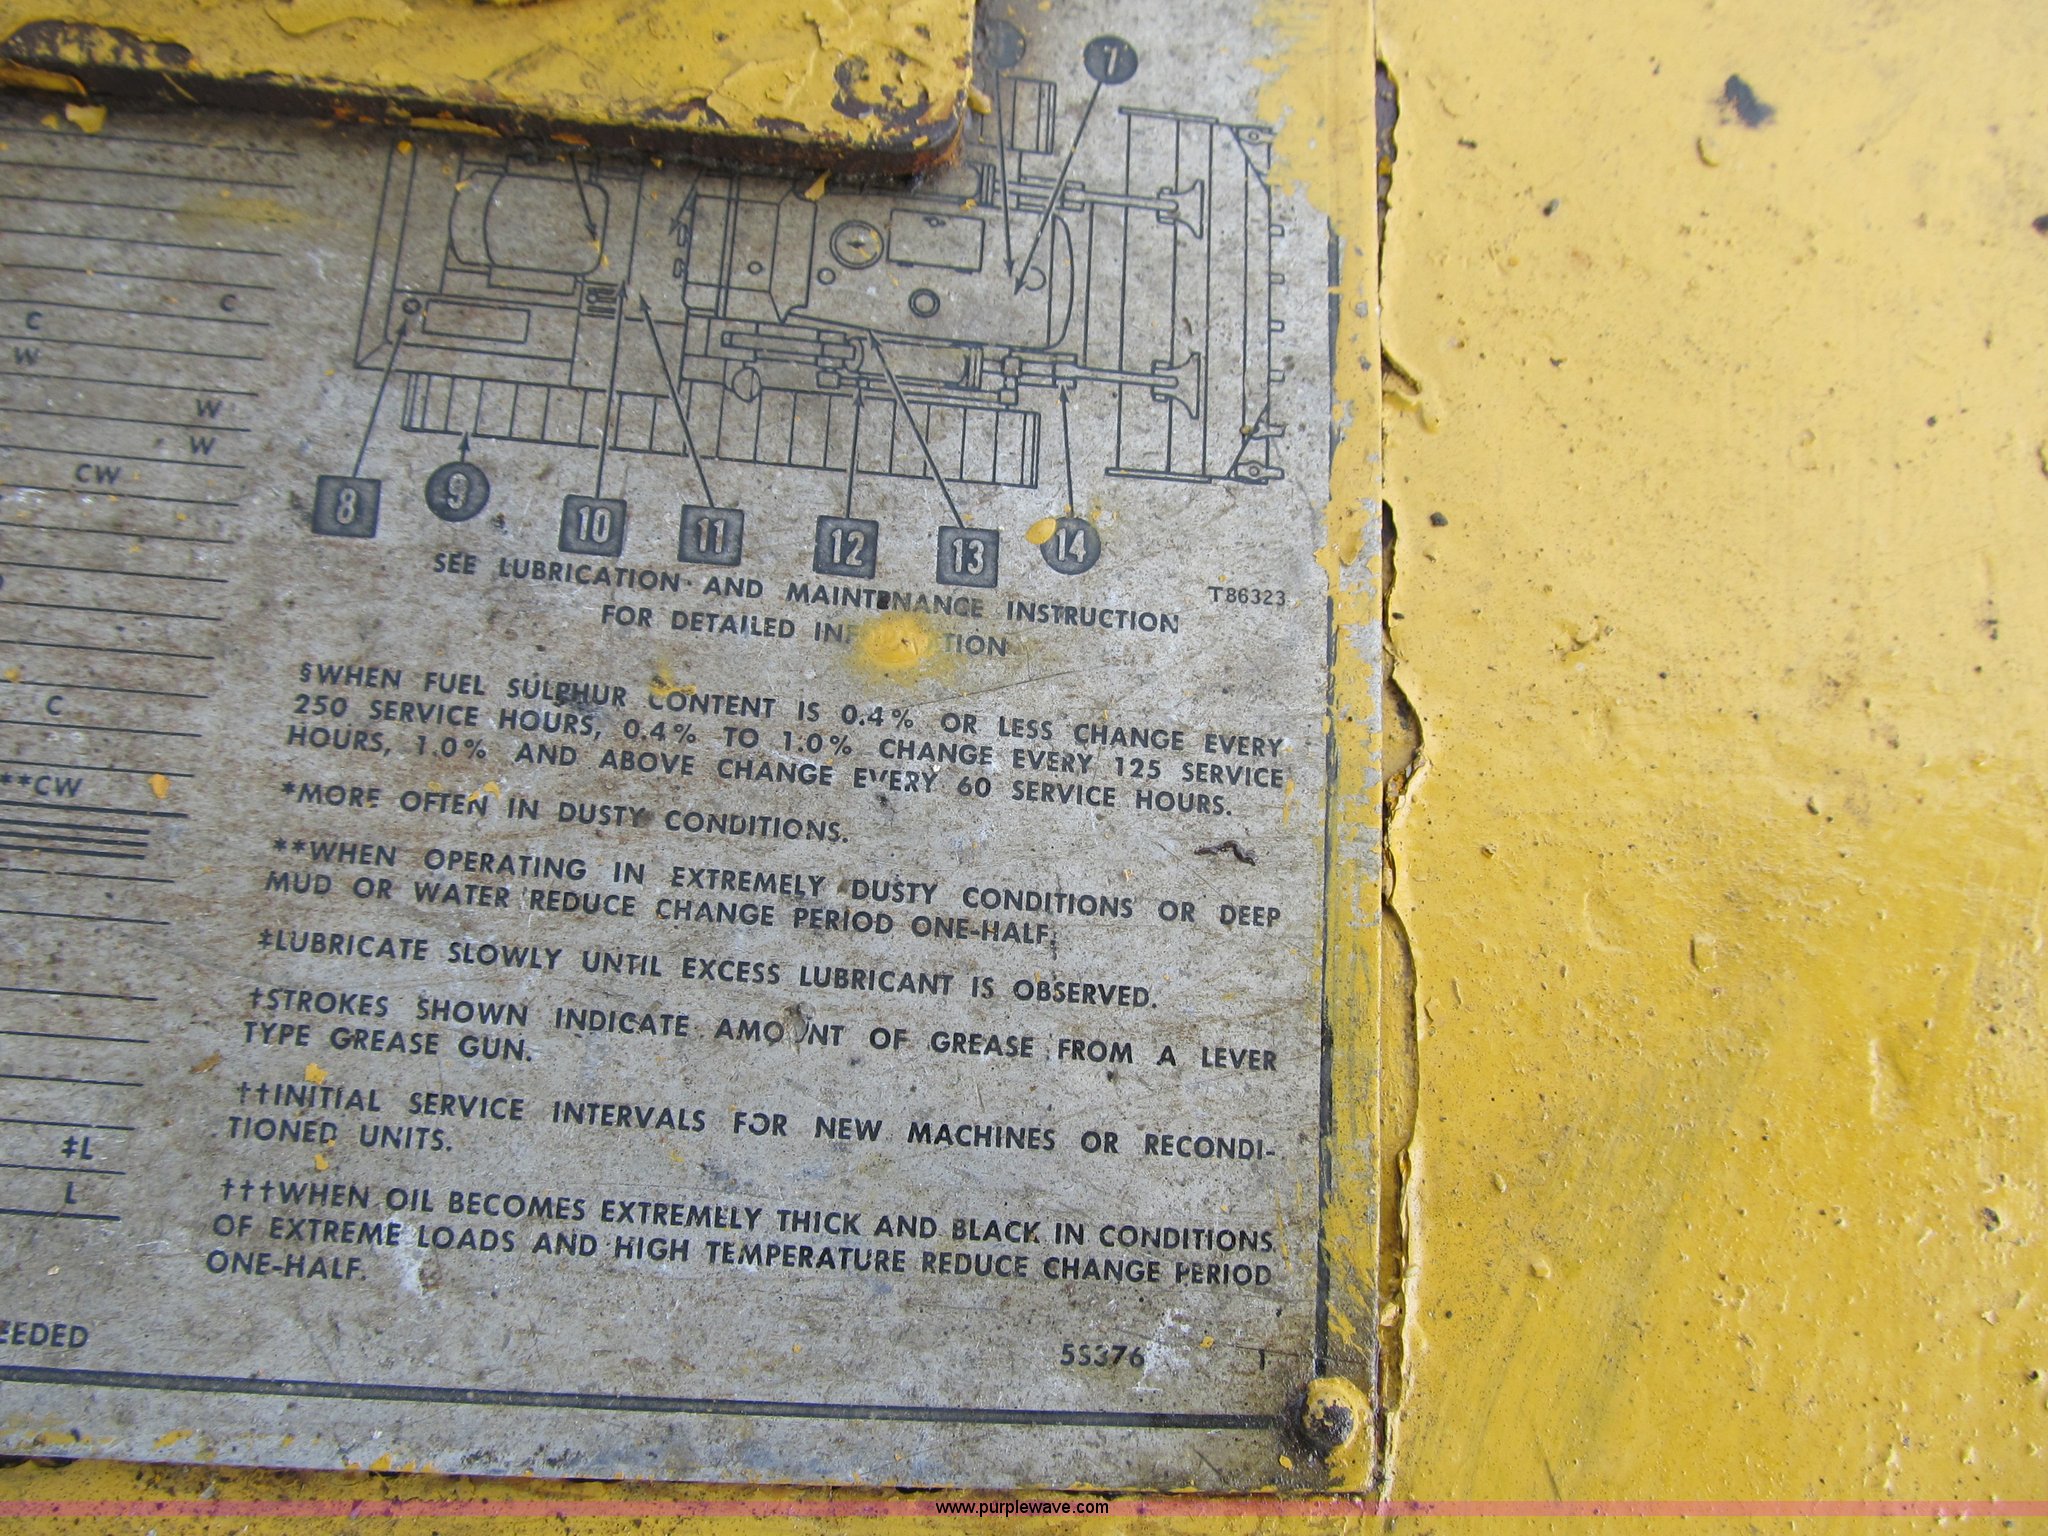 7
C
C
W
W
W
CW
8
9
10
11
12
13
14
SEE LUBRICATION AND MAINTENANCE INSTRUCTION
T86323
FOR DETAILED
§WHEN FUEL SULPHUR CONTENT IS 0.4% OR LESS CHANGE EVERY
250 SERVICE HOURS, 0.4% TO 1.0% CHANGE EVERY 125 SERVICE
HOURS, 1.0% AND ABOVE CHANGE EVERY 60 SERVICE HOURS.
C
*MORE OFTEN IN DUSTY CONDITIONS.
**CW
**WHEN OPERATING IN EXTREMELY DUSTY CONDITIONS OR DEEP
MUD OR WATER REDUCE CHANGE PERIOD ONE-HALF.
‡LUBRICATE SLOWLY UNTIL EXCESS LUBRICANT IS OBSERVED.
†STROKES SHOWN INDICATE AMOUNT OF GREASE FROM A LEVER
TYPE GREASE GUN.
††INITIAL SERVICE INTERVALS FOR NEW MACHINES OR RECONDI-
TIONED UNITS.
‡L
L
†††WHEN OIL BECOMES EXTREMELY THICK AND BLACK IN CONDITIONS
OF EXTREME LOADS AND HIGH TEMPERATURE REDUCE CHANGE PERIOD
ONE-HALF.
EEDED
5S376
1
www.purplewave.com